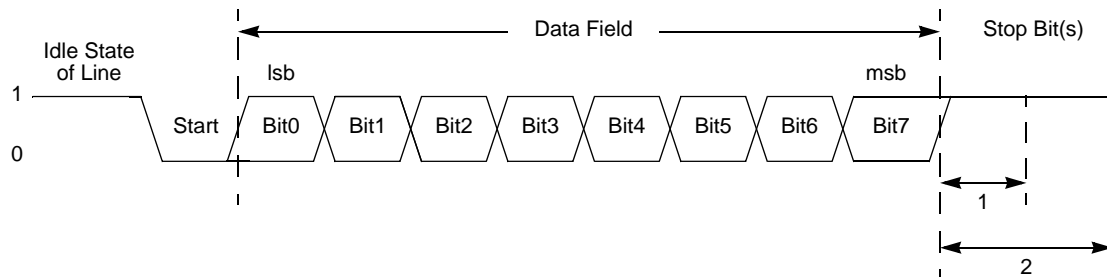 Data Field
Stop Bit(s)
Idle State
of Line
lsb
msb
1
Start
Bit0
Bit1
Bit2
Bit3
Bit4
Bit5
Bit6
Bit7
0
1
2